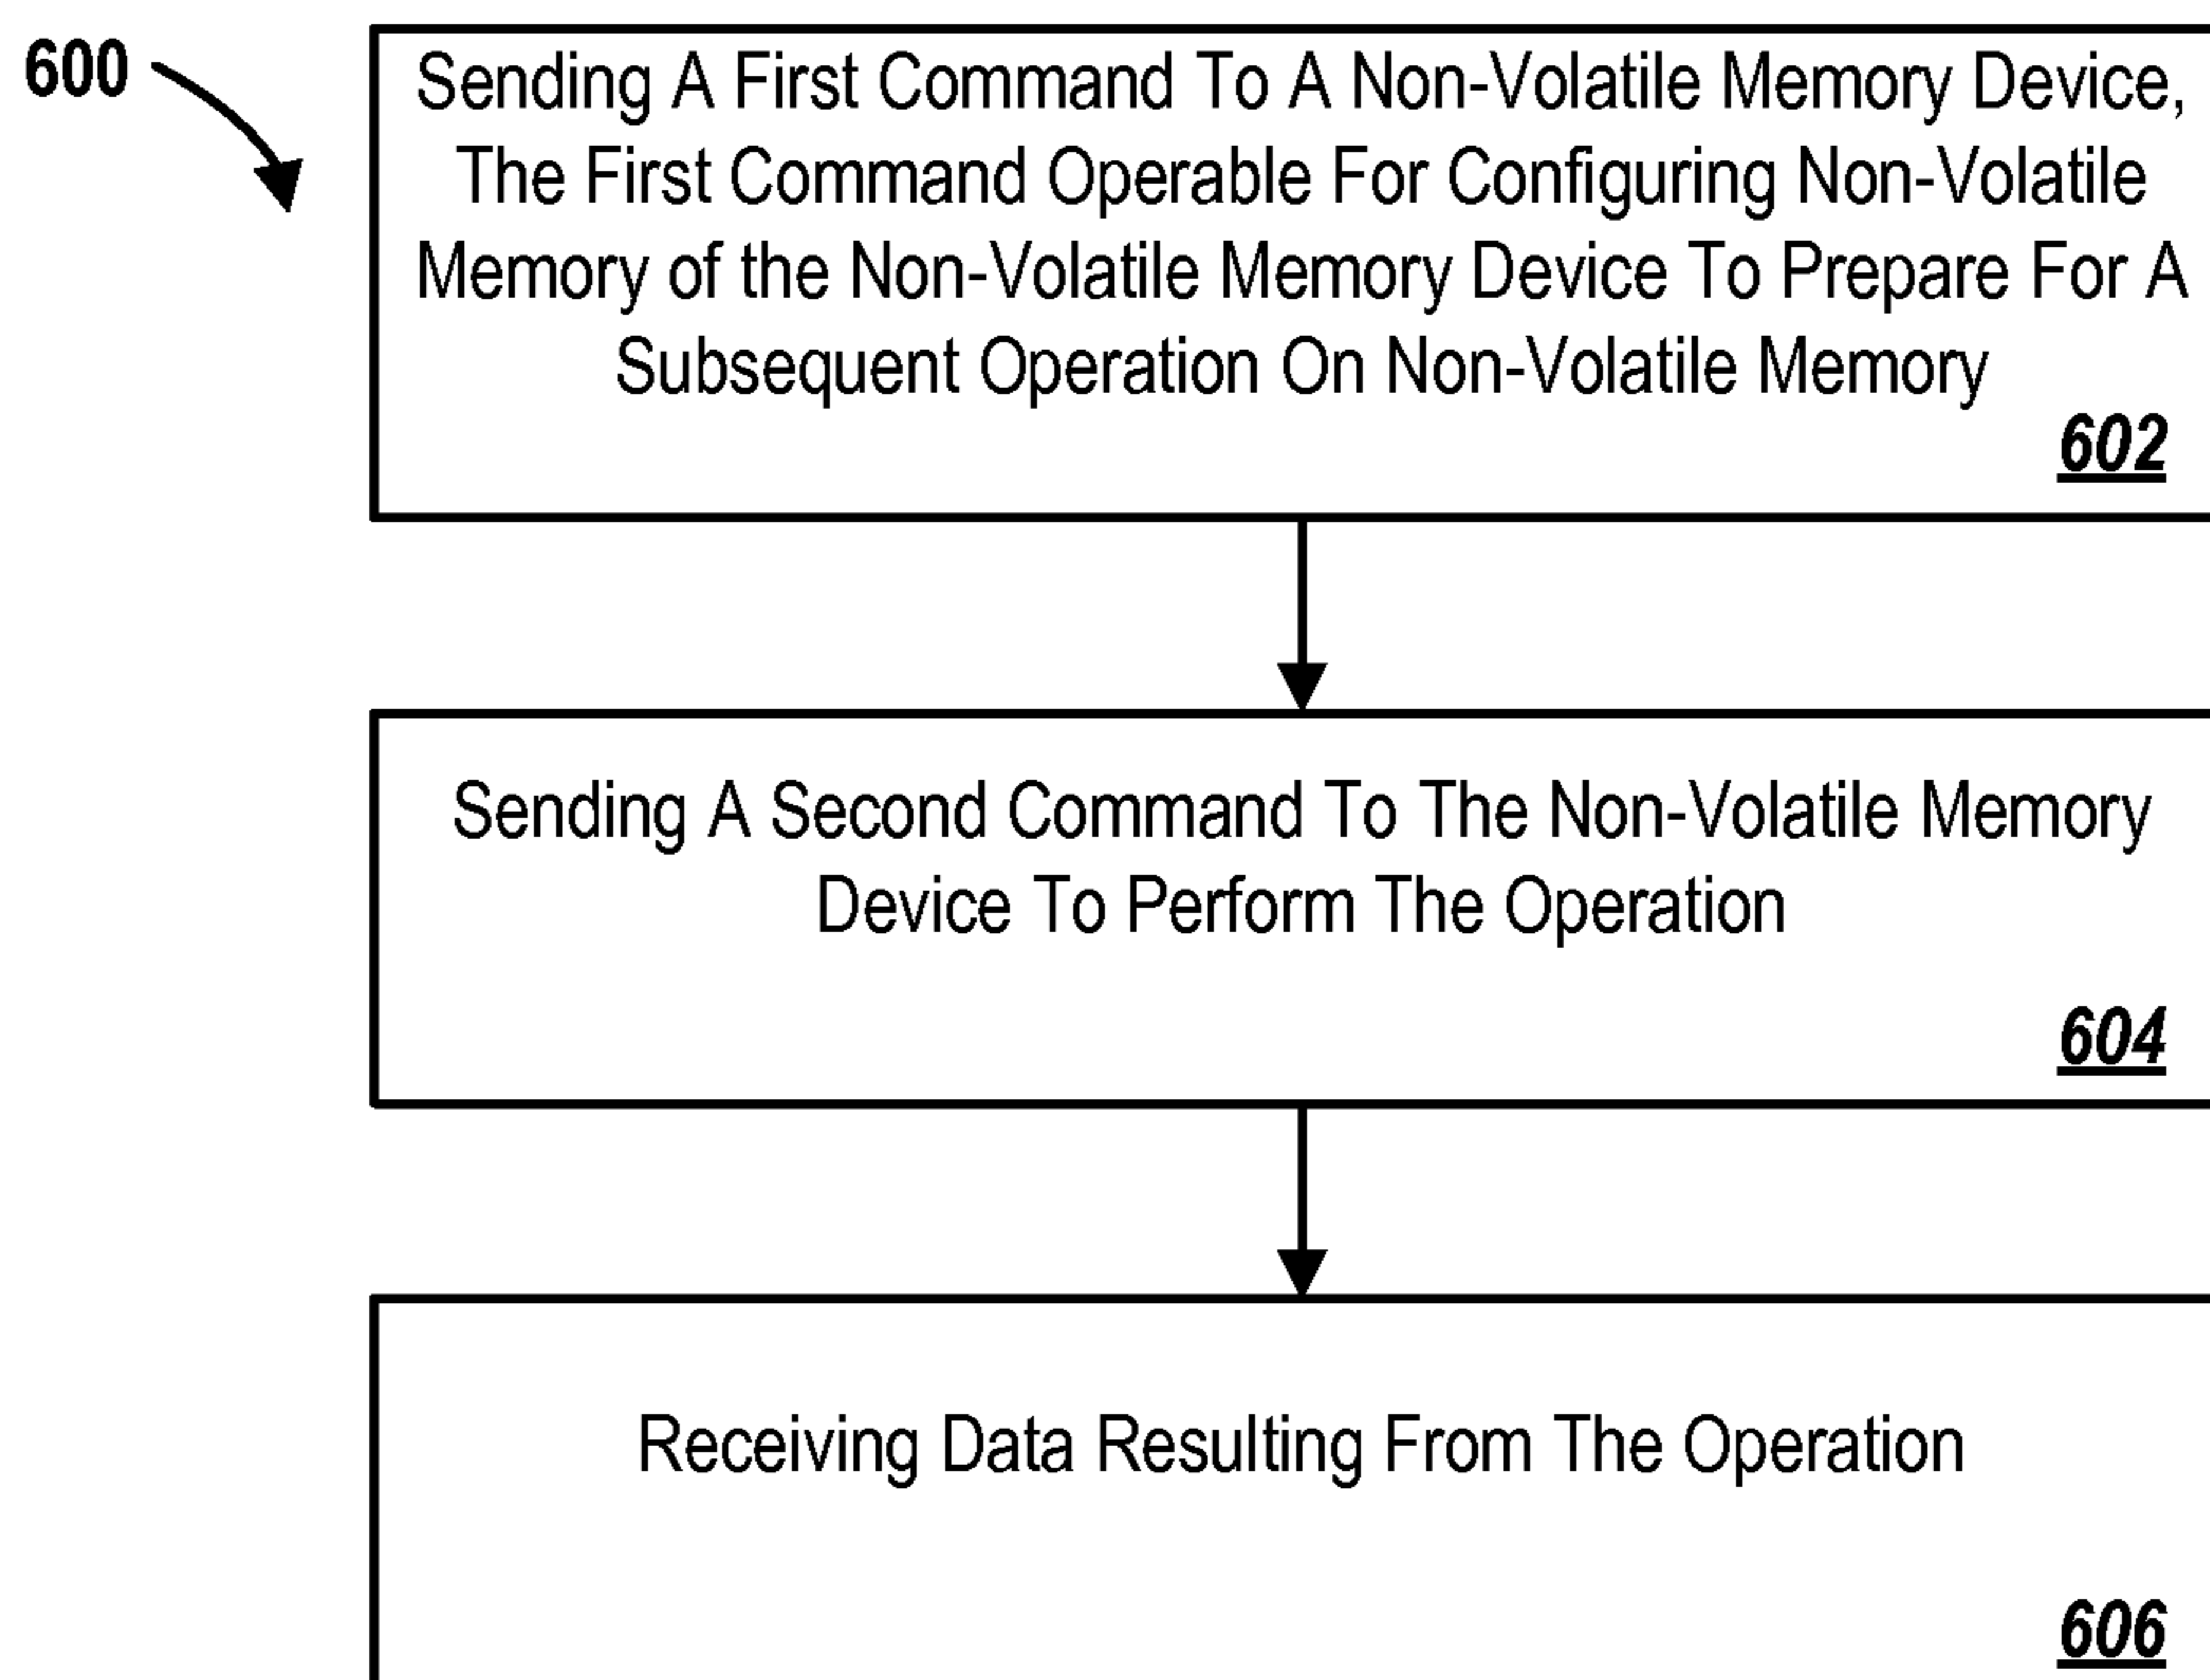 600
Sending A First Command To A Non-Volatile Memory Device,
The First Command Operable For Configuring Non-Volatile
Memory of the Non-Volatile Memory Device To Prepare For A
Subsequent Operation On Non-Volatile Memory
602
Sending A Second Command To The Non-Volatile Memory
Device To Perform The Operation
604
Receiving Data Resulting From The Operation
606